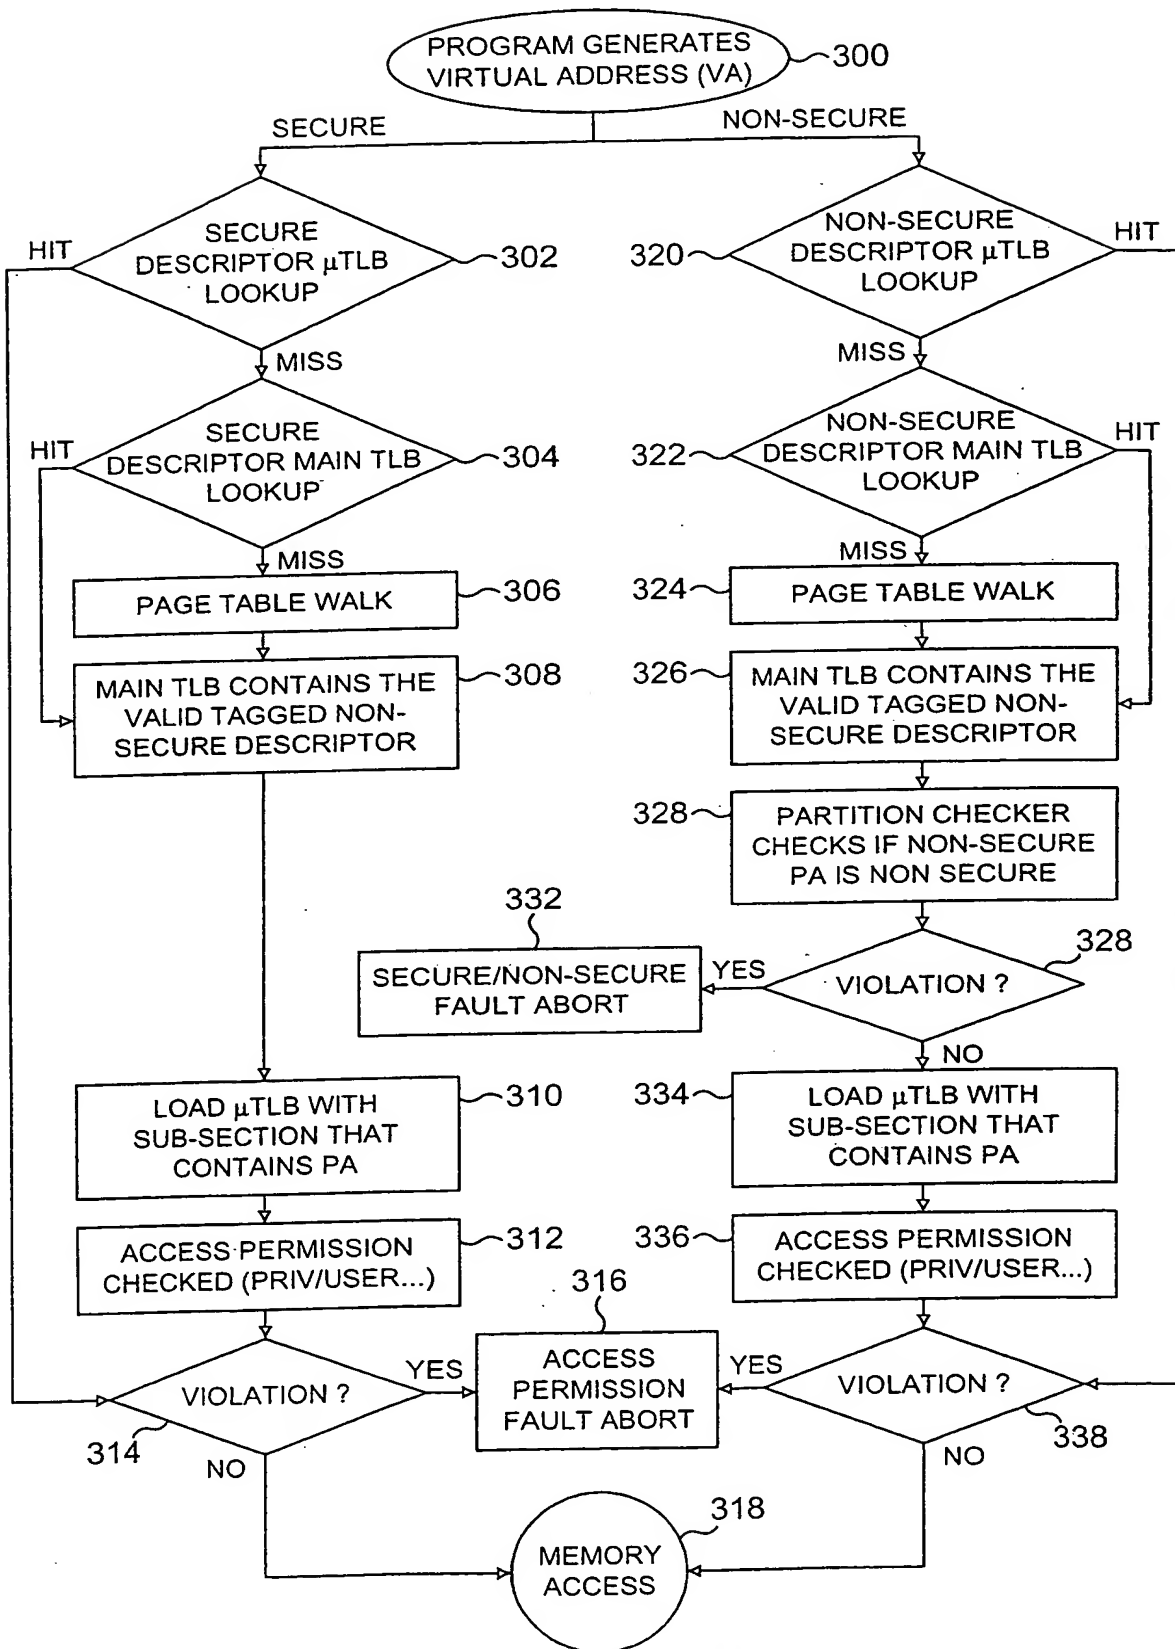 PROGRAM GENERATES
VIRTUAL ADDRESS (VA)
300
SECURE
NON-SECURE
HIT
SECURE
DESCRIPTOR μTLB
LOOKUP
302
320
NON-SECURE
DESCRIPTOR μTLB
LOOKUP
HIT
MISS
MISS
HIT
SECURE
DESCRIPTOR MAIN TLB
LOOKUP
304
322
NON-SECURE
DESCRIPTOR MAIN TLB
LOOKUP
HIT
MISS
MISS
PAGE TABLE WALK
306
324
PAGE TABLE WALK
MAIN TLB CONTAINS THE
VALID TAGGED NON-
SECURE DESCRIPTOR
308
326
MAIN TLB CONTAINS THE
VALID TAGGED NON-
SECURE DESCRIPTOR
328
PARTITION CHECKER
CHECKS IF NON-SECURE
PA IS NON SECURE
332
SECURE/NON-SECURE
FAULT ABORT
YES
VIOLATION ?
328
NO
LOAD μTLB WITH
SUB-SECTION THAT
CONTAINS PA
310
334
LOAD μTLB WITH
SUB-SECTION THAT
CONTAINS PA
ACCESS PERMISSION
CHECKED (PRIV/USER...)
312
336
ACCESS PERMISSION
CHECKED (PRIV/USER...)
316
VIOLATION ?
YES
ACCESS
PERMISSION
FAULT ABORT
YES
VIOLATION ?
314
338
NO
NO
318
MEMORY
ACCESS